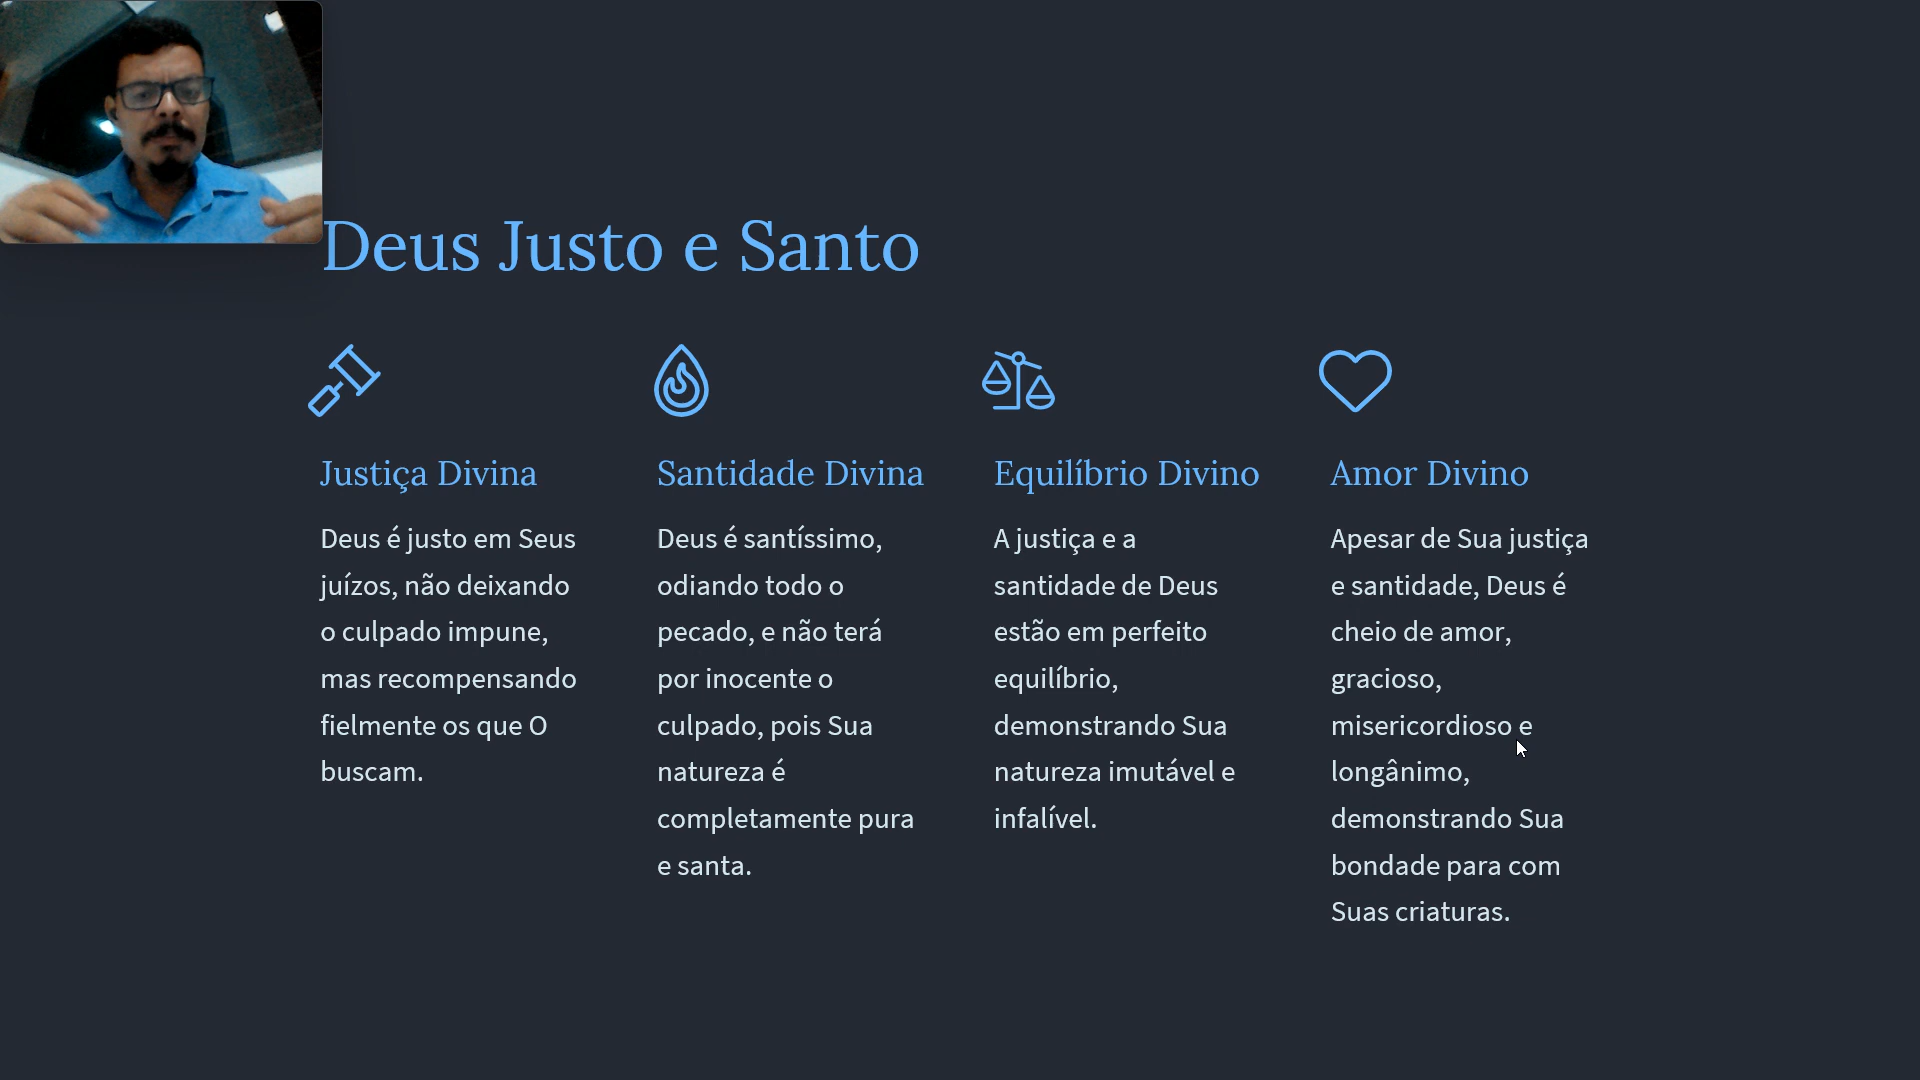 Deus Justo e Santo
Justiça Divina
Deus é justo em Seus
juízos, não deixando
o culpado impune,
mas recompensando
fielmente os que O
buscam.
Santidade Divina
Deus é santíssimo,
odiando todo o
pecado, e não terá
por inocente o
culpado, pois Sua
natureza é
completamente pura
e santa.
Equilíbrio Divino
A justiça e a
santidade de Deus
estão em perfeito
equilíbrio,
demonstrando Sua
natureza imutável e
infalível.
Amor Divino
Apesar de Sua justiça
e santidade, Deus é
cheio de amor,
gracioso,
misericordioso e
longânimo,
demonstrando Sua
bondade para com
Suas criaturas.